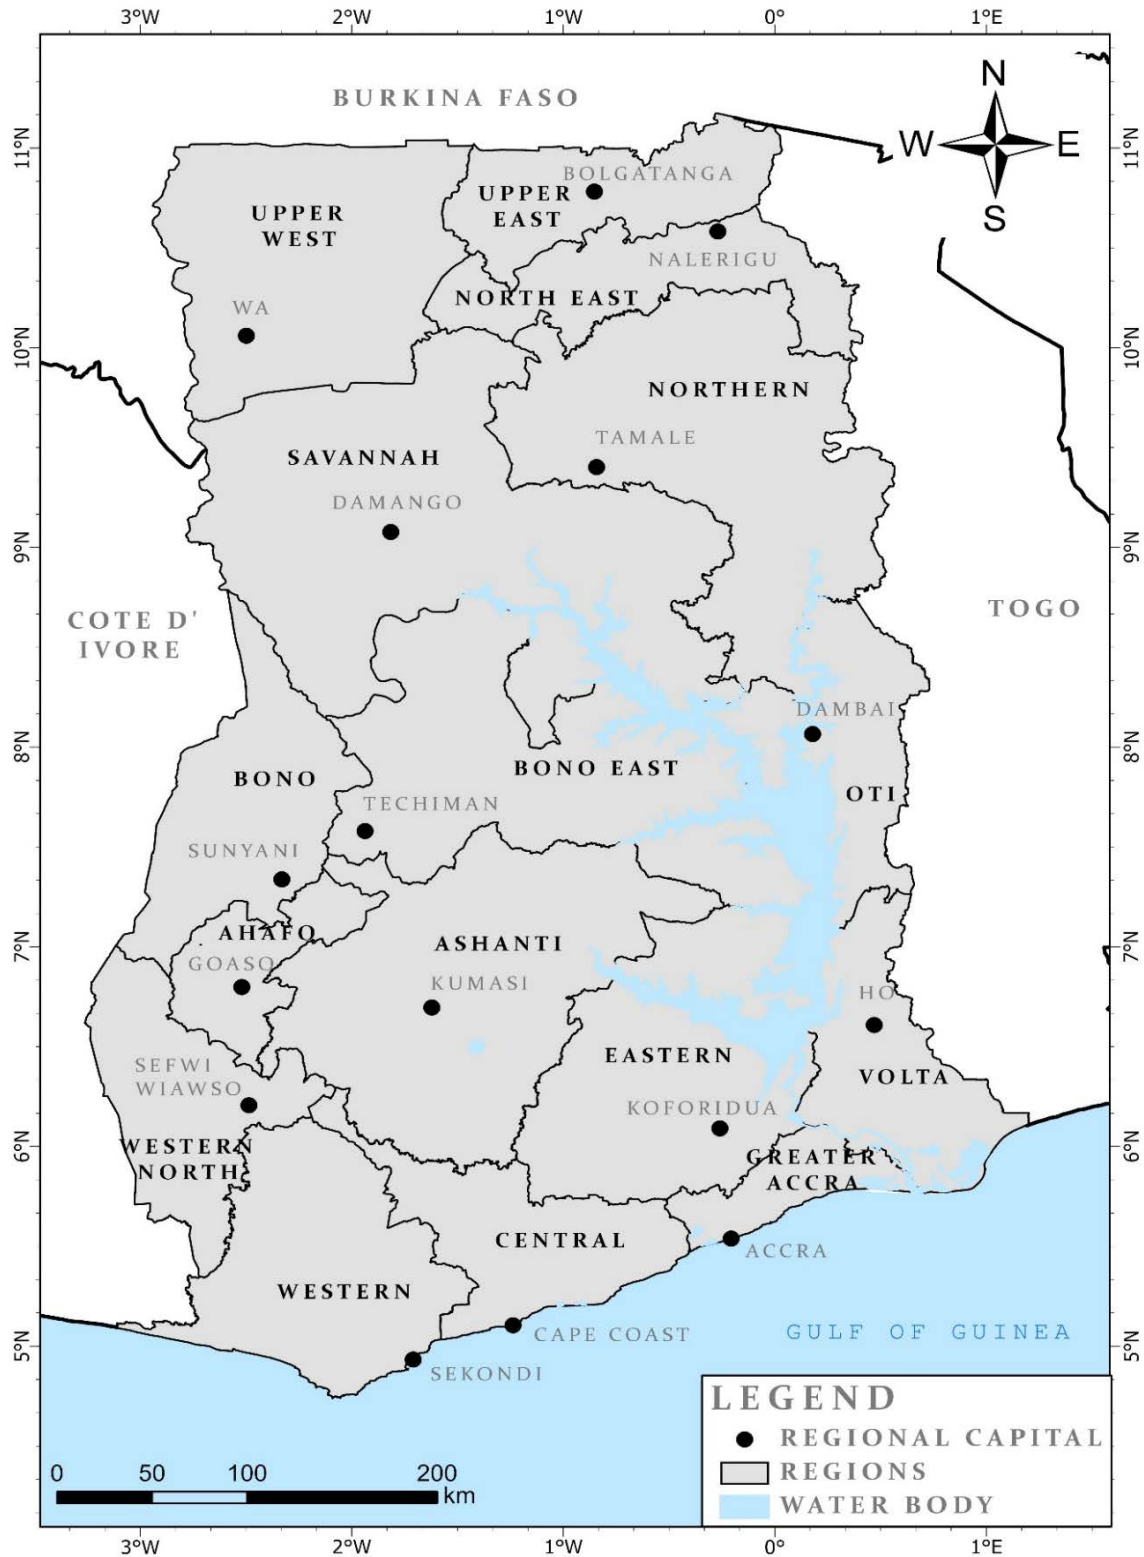 3°W 2°W 1°W 0° 1°E
BURKINA FASO
N
W E
S
11°N 11°N
BOLGATANGA
UPPER
EAST
UPPER
WEST
NALERIGU
NORTH EAST
WA
10°N 10°N
NORTHERN
TAMALE
SAVANNAH
DAMANGO
9°N 9°N
COTE D'
IVORE
TOGO
DAMBAI
8°N 8°N
BONO
BONO EAST
OTI
TECHIMAN
SUNYANI
7°N 7°N
AHAFO
GOASO
ASHANTI
KUMASI
HO
SEFWI
WIAWSO
EASTERN
VOLTA
KOFORIDUA
6°N 6°N
WESTERN
NORTH
GREATER
ACCRA
CENTRAL
ACCRA
WESTERN
CAPE COAST
GULF OF GUINEA
5°N 5°N
SEKONDI
LEGEND
REGIONAL CAPITAL
REGIONS
WATER BODY
0 50 100 200
km
3°W 2°W 1°W 0° 1°E